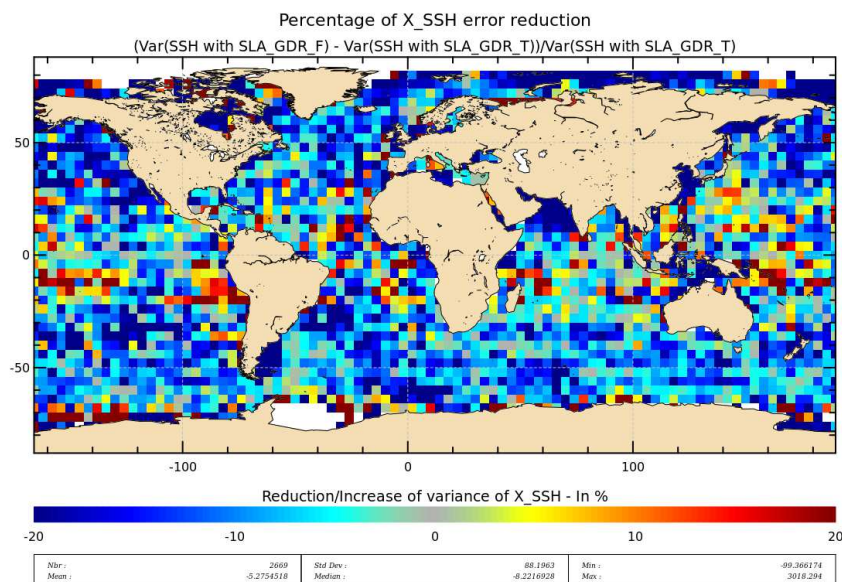 Percentage of X_SSH error reduction
(Var(SSH with SLA_GDR_F) - Var(SSH with SLA_GDR_T))/Var(SSH with SLA_GDR_T)
50
0
-50
-100 0 100
Reduction/Increase of variance of X_SSH - In %
-20 -10 0 10 20
Nbr : 2669 Std Dev : 88.1963 Min : -99.366174
Mean : -5.2754518 Median : -8.2216928 Max : 3018.294